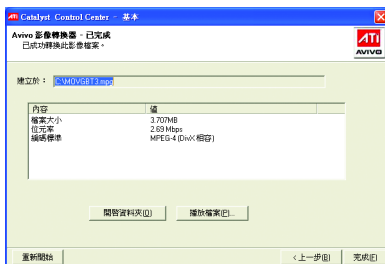 ATI Catalyst Control Center - 基本
Avivo 影像轉換器 - 已完成
已成功轉換此影像檔案。
ATI
AVIVO
建立於： C:\MOVGBT3.mpg
內容 值
檔案大小 3.707MB
位元率 2.69 Mbps
編碼標準 MPEG-4 (DivX 相容)
開啓資料夾(O) 播放檔案(P)...
重新開始 <上一步(B) 完成(F)